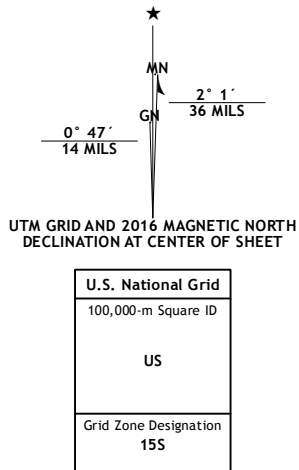 MN
GN
2° 1´
36 MILS
0° 47´
14 MILS
UTM GRID AND 2016 MAGNETIC NORTH
DECLINATION AT CENTER OF SHEET
U.S. National Grid
100,000-m Square ID
US
Grid Zone Designation
15S